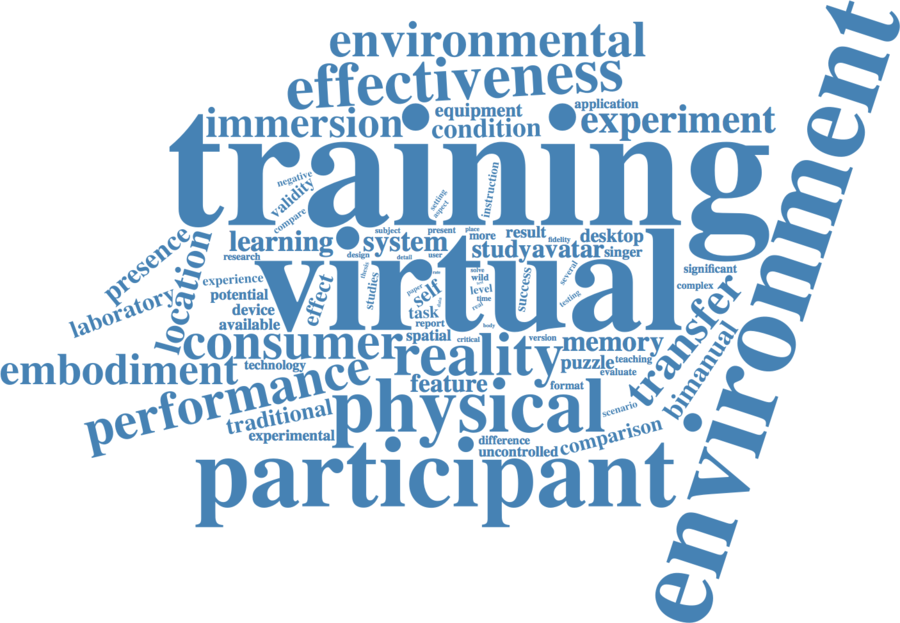 environmental
effectiveness
environment
equipment
application
immersion
condition
experiment
training
negative
validity
compare
setting
aspect
instruction
subject
present
place
more
result
fidelity
desktop
learning
system
study
avatar
singer
research
design
detail
user
presence
location
laboratory
virtual
experience
potential
device
available
effect
thesis
studies
paper
self
task
report
solve
wild
level
time
real
success
several
testing
significant
complex
transfer
bimanual
body
consumer
spatial
critical
version
memory
reality
puzzle
teaching
evaluate
embodiment
technology
performance
feature
format
traditional
physical
scenario
experimental
difference
uncontrolled
comparison
participant